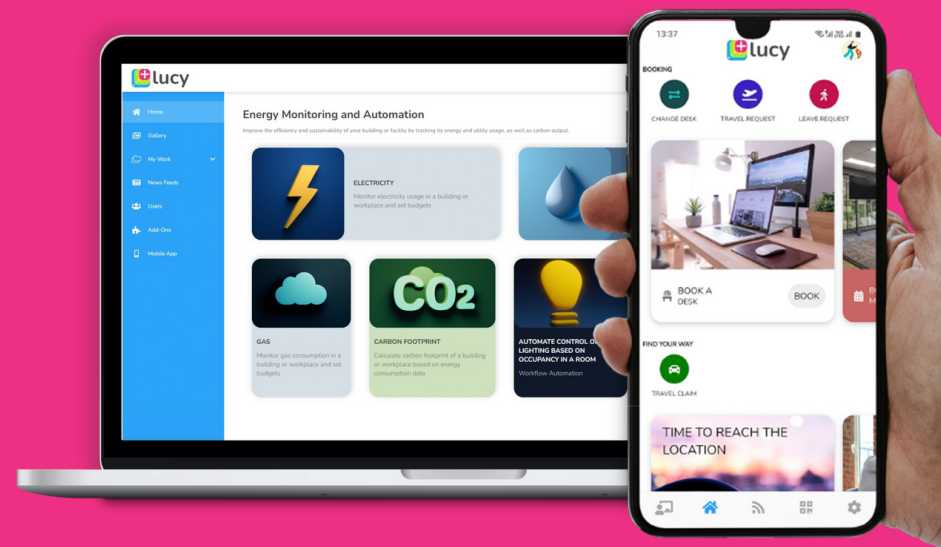 lucy
Home
Gallery
My Work
News Feeds
Users
Add-Ons
Mobile App
Energy Monitoring and Automation
Improve the efficiency and sustainability of your building or facility by tracking its energy and utility usage, as well as carbon output.
ELECTRICITY
Monitor electricity usage in a building or
workplace and set budgets
GAS
Monitor gas consumption in a
building or workplace and set
budgets
CO2
CARBON FOOTPRINT
Calculate carbon footprint of a building
or workplace based on energy
consumption data
AUTOMATE CONTROL
LIGHTING BASED ON
OCCUPANCY IN A ROOM
Workflow Automation
13:37
lucy
BOOKING
CHANGE DESK
TRAVEL REQUEST
LEAVE REQUEST
BOOK A
DESK
BOOK
FIND YOUR WAY
TRAVEL CLAIM
TIME TO REACH THE
LOCATION